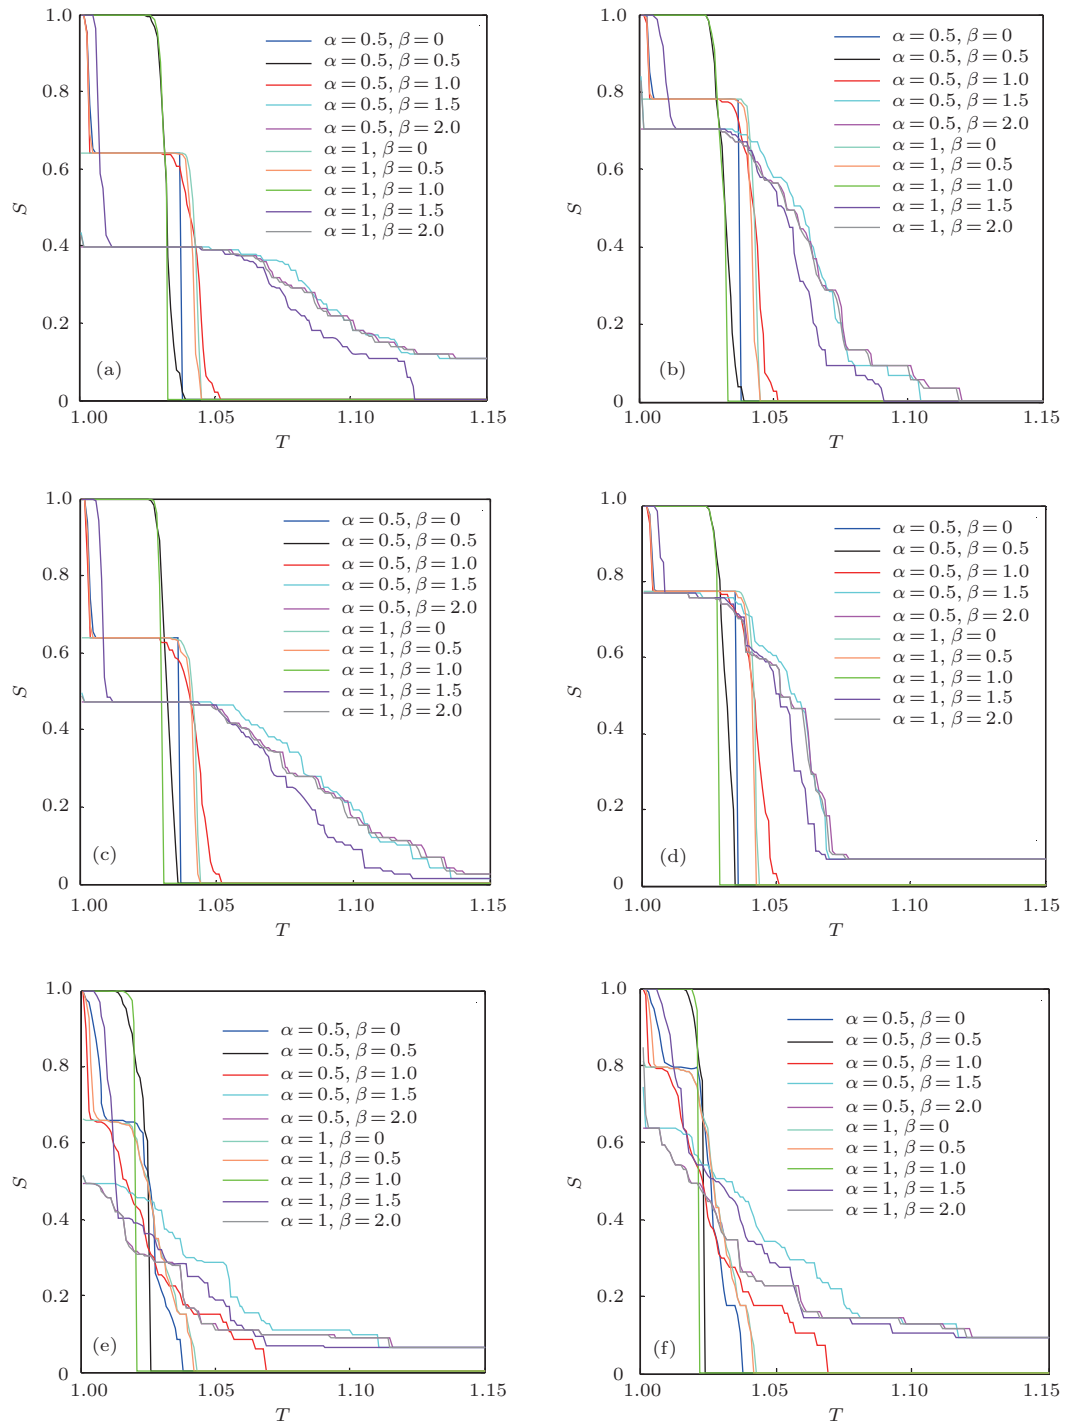 1.0
0.8
0.6
0.4
0.2
0
S
α=0.5, β=0
α=0.5, β=0.5
α=0.5, β=1.0
α=0.5, β=1.5
α=0.5, β=2.0
α=1, β=0
α=1, β=0.5
α=1, β=1.0
α=1, β=1.5
α=1, β=2.0
(a)
1.00 1.05 1.10 1.15
T
1.0
0.8
0.6
0.4
0.2
0
S
α=0.5, β=0
α=0.5, β=0.5
α=0.5, β=1.0
α=0.5, β=1.5
α=0.5, β=2.0
α=1, β=0
α=1, β=0.5
α=1, β=1.0
α=1, β=1.5
α=1, β=2.0
(b)
1.00 1.05 1.10 1.15
T
1.0
0.8
0.6
0.4
0.2
0
S
α=0.5, β=0
α=0.5, β=0.5
α=0.5, β=1.0
α=0.5, β=1.5
α=0.5, β=2.0
α=1, β=0
α=1, β=0.5
α=1, β=1.0
α=1, β=1.5
α=1, β=2.0
(c)
1.00 1.05 1.10 1.15
T
1.0
0.8
0.6
0.4
0.2
0
S
α=0.5, β=0
α=0.5, β=0.5
α=0.5, β=1.0
α=0.5, β=1.5
α=0.5, β=2.0
α=1, β=0
α=1, β=0.5
α=1, β=1.0
α=1, β=1.5
α=1, β=2.0
(d)
1.00 1.05 1.10 1.15
T
1.0
0.8
0.6
0.4
0.2
0
S
α=0.5, β=0
α=0.5, β=0.5
α=0.5, β=1.0
α=0.5, β=1.5
α=0.5, β=2.0
α=1, β=0
α=1, β=0.5
α=1, β=1.0
α=1, β=1.5
α=1, β=2.0
(e)
1.00 1.05 1.10 1.15
T
1.0
0.8
0.6
0.4
0.2
0
S
α=0.5, β=0
α=0.5, β=0.5
α=0.5, β=1.0
α=0.5, β=1.5
α=0.5, β=2.0
α=1, β=0
α=1, β=0.5
α=1, β=1.0
α=1, β=1.5
α=1, β=2.0
(f)
1.00 1.05 1.10 1.15
T